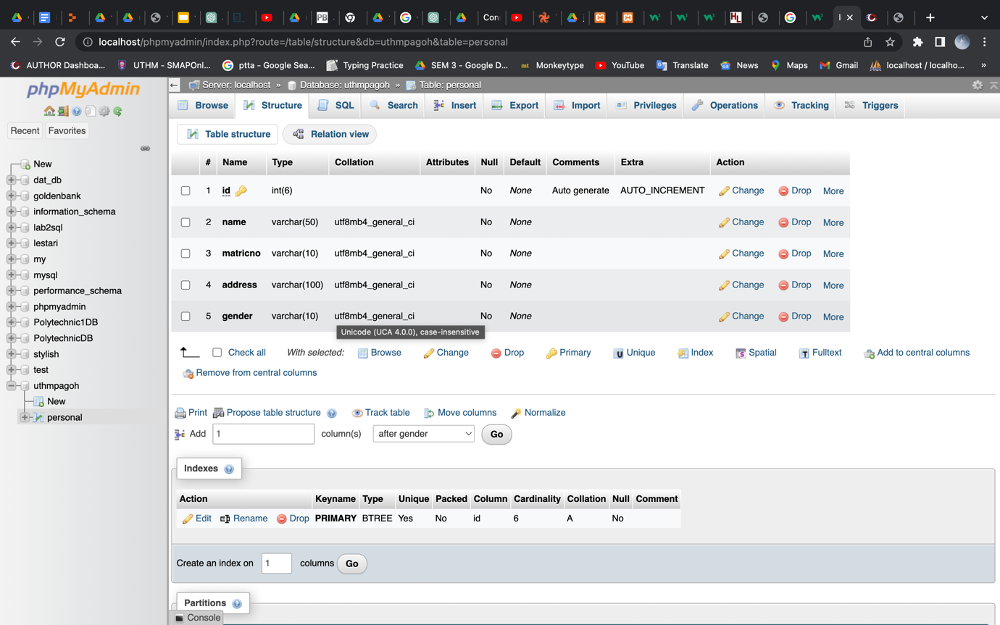 Con
localhost/phpmyadmin/index.php?route=/table/structure&db=uthmpagoh&table=personal
AUTHOR Dashboa... UTHM - SMAPOnl... ptta - Google Sea... Typing Practice SEM 3 - Google D... mt Monkeytype YouTube Translate News Maps Gmail localhost / localho... »
phpMyAdmin
Recent Favorites
New
dat_db
goldenbank
information_schema
lab2sql
lestari
my
mysql
performance_schema
phpmyadmin
Polytechnic1DB
PolytechnicDB
stylish
test
uthmpagoh
New
personal
Server: localhost » Database: uthmpagoh » Table: personal
Browse Structure SQL Search Insert Export Import Privileges Operations Tracking Triggers
Table structure Relation view
# Name Type Collation Attributes Null Default Comments Extra Action
1 id int(6) No None Auto generate AUTO_INCREMENT Change Drop More
2 name varchar(50) utf8mb4_general_ci No None Change Drop More
3 matricno varchar(10) utf8mb4_general_ci No None Change Drop More
4 address varchar(100) utf8mb4_general_ci No None Change Drop More
5 gender varchar(10) utf8mb4_general_ci No None Change Drop More
Unicode (UCA 4.0.0), case-insensitive
Check all With selected: Browse Change Drop Primary Unique Index Spatial Fulltext Add to central columns
Remove from central columns
Print Propose table structure Track table Move columns Normalize
Add 1 column(s) after gender Go
Indexes
Action Keyname Type Unique Packed Column Cardinality Collation Null Comment
Edit Rename Drop PRIMARY BTREE Yes No id 6 A No
Create an index on 1 columns Go
Partitions
Console